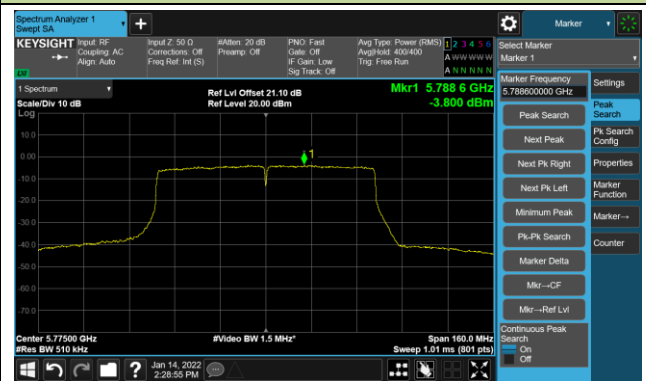 Spectrum Analyzer 1
Swept SA
+
Marker
KEYSIGHT
Input: RF
Coupling: AC
Align: Auto
Input Z: 50 Ω
Corrections: Off
Freq Ref: Int (S)
#Atten: 20 dB
Preamp: Off
PNO: Fast
Gate: Off
IF Gain: Low
Sig Track: Off
Avg Type: Power (RMS)
Avg|Hold: 400/400
Trig: Free Run
1 2 3 4 5 6
A W W W W W
A N N N N N
Select Marker
Marker 1
1 Spectrum
Scale/Div 10 dB
Log
Ref Lvl Offset 21.10 dB
Ref Level 20.00 dBm
Mkr1 5.788 6 GHz
-3.800 dBm
10.0
0.00
-10.0
-20.0
-30.0
-40.0
-50.0
-60.0
-70.0
1
Center 5.77500 GHz
#Res BW 510 kHz
#Video BW 1.5 MHz*
Span 160.0 MHz
Sweep 1.01 ms (801 pts)
Marker Frequency
5.788600000 GHz
Peak Search
Next Peak
Next Pk Right
Next Pk Left
Minimum Peak
Pk-Pk Search
Marker Delta
Mkr→CF
Mkr→Ref Lvl
Continuous Peak
Search
On
Off
Settings
Peak
Search
Pk Search
Config
Properties
Marker
Function
Marker→
Counter
?
Jan 14, 2022
2:28:55 PM